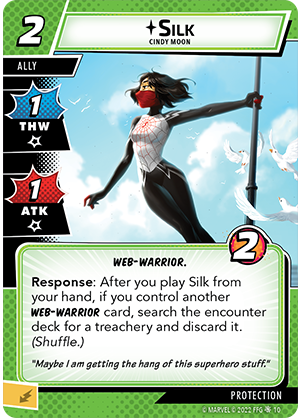 2
SILK
CINDY MOON
ALLY
1
THW
1
ATK
2
WEB-WARRIOR.
Response: After you play Silk from
your hand, if you control another
WEB-WARRIOR card, search the encounter
deck for a treachery and discard it.
(Shuffle.)
"Maybe I am getting the hang of this superhero stuff."
PROTECTION
© MARVEL © 2022 FFG 10